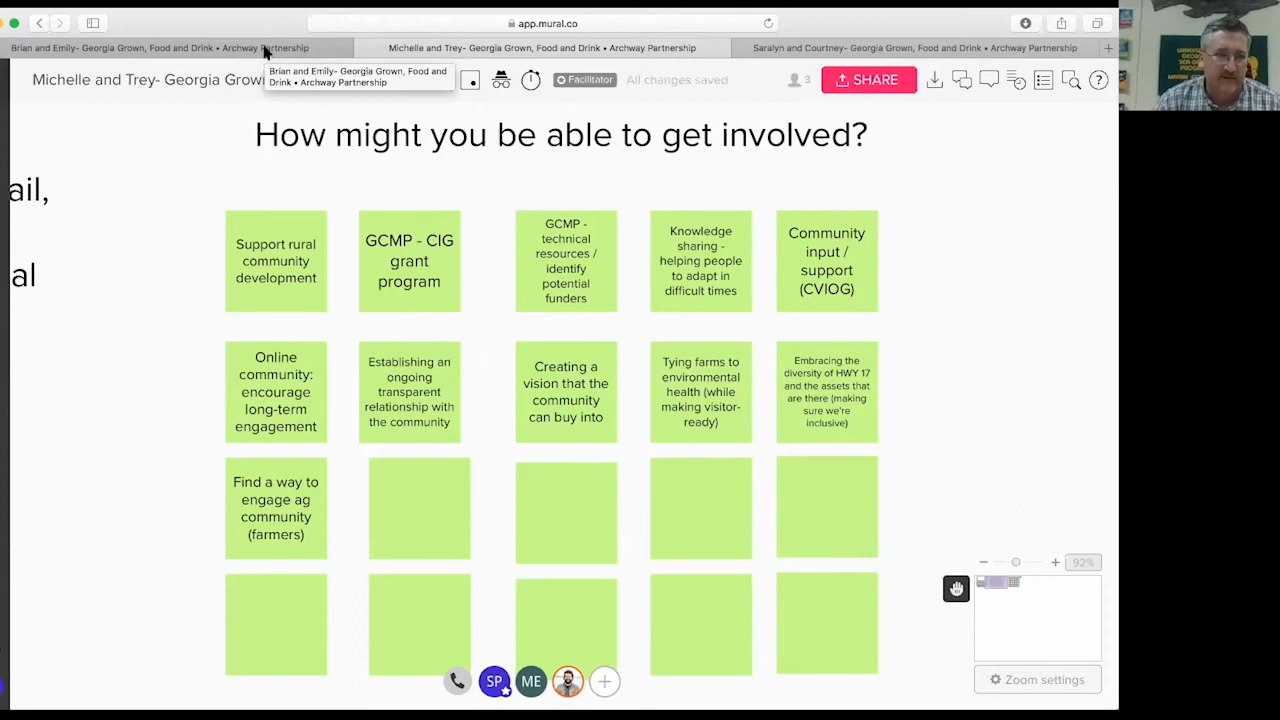 app.mural.co
Brian and Emily- Georgia Grown, Food and Drink • Archway Partnership
Michelle and Trey- Georgia Grown, Food and Drink • Archway Partnership
Saralyn and Courtney- Georgia Grown, Food and Drink • Archway Partnership
Brian and Emily- Georgia Grown, Food and
Drink • Archway Partnership
Michelle and Trey- Georgia Grow
Facilitator
All changes saved
3
SHARE
?
How might you be able to get involved?
ail,
al
Support rural
community
development
GCMP - CIG
grant
program
GCMP -
technical
resources /
identify
potential
funders
Knowledge
sharing -
helping people
to adapt in
difficult times
Community
input /
support
(CVIOG)
Online
community:
encourage
long-term
engagement
Establishing an
ongoing
transparent
relationship with
the community
Creating a
vision that the
community
can buy into
Tying farms to
environmental
health (while
making visitor-
ready)
Embracing the
diversity of HWY 17
and the assets that
are there (making
sure we're
inclusive)
Find a way to
engage ag
community
(farmers)
92%
SP
ME
Zoom settings